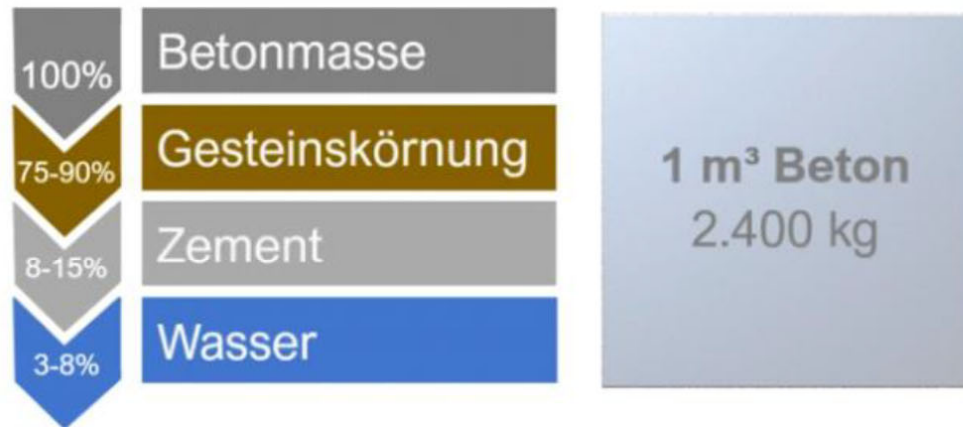 100%
Betonmasse
75-90%
Gesteinskörnung
8-15%
Zement
3-8%
Wasser
1 m³ Beton
2.400 kg